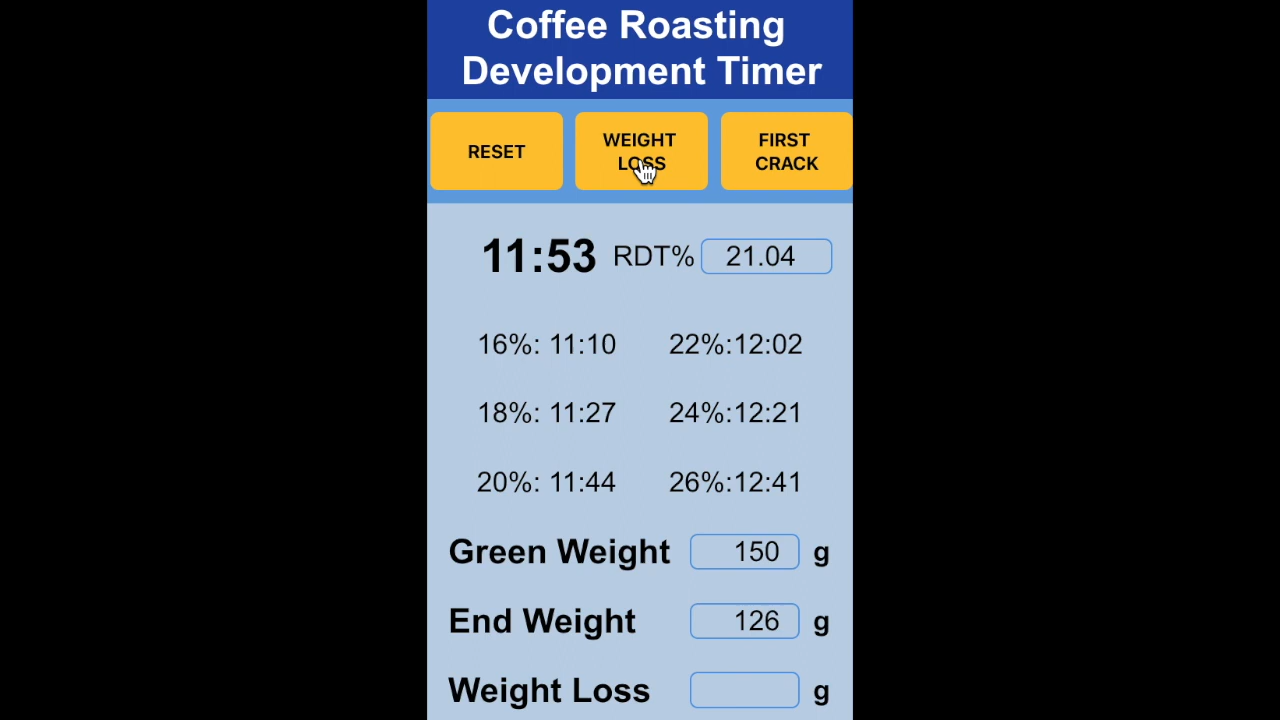 Coffee Roasting
Development Timer
RESET
WEIGHT
LOSS
FIRST
CRACK
11:53 RDT% 21.04
16%: 11:10 22%:12:02
18%: 11:27 24%:12:21
20%: 11:44 26%:12:41
Green Weight 150 g
End Weight 126 g
Weight Loss g